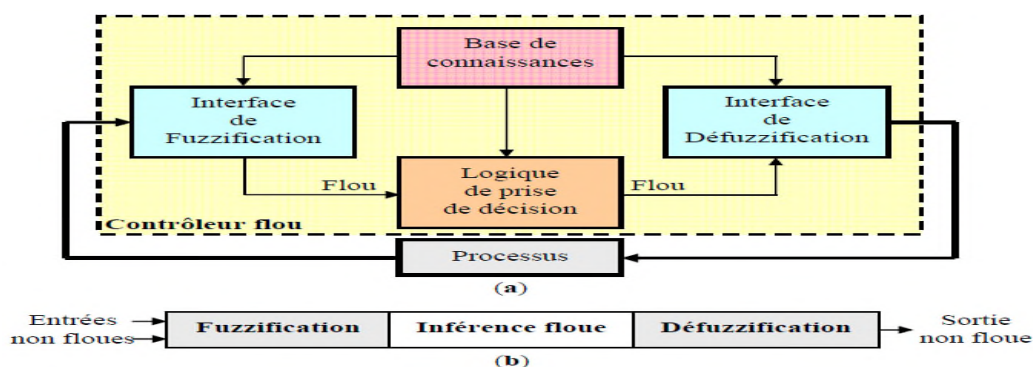 Base de
connaissances
Interface
de
Fuzzification
Interface
de
Défuzzification
Flou
Logique
de prise
de décision
Flou
Contrôleur flou
Processus
(a)
Entrées
non floues
Fuzzification
Inférence floue
Défuzzification
Sortie
non floue
(b)